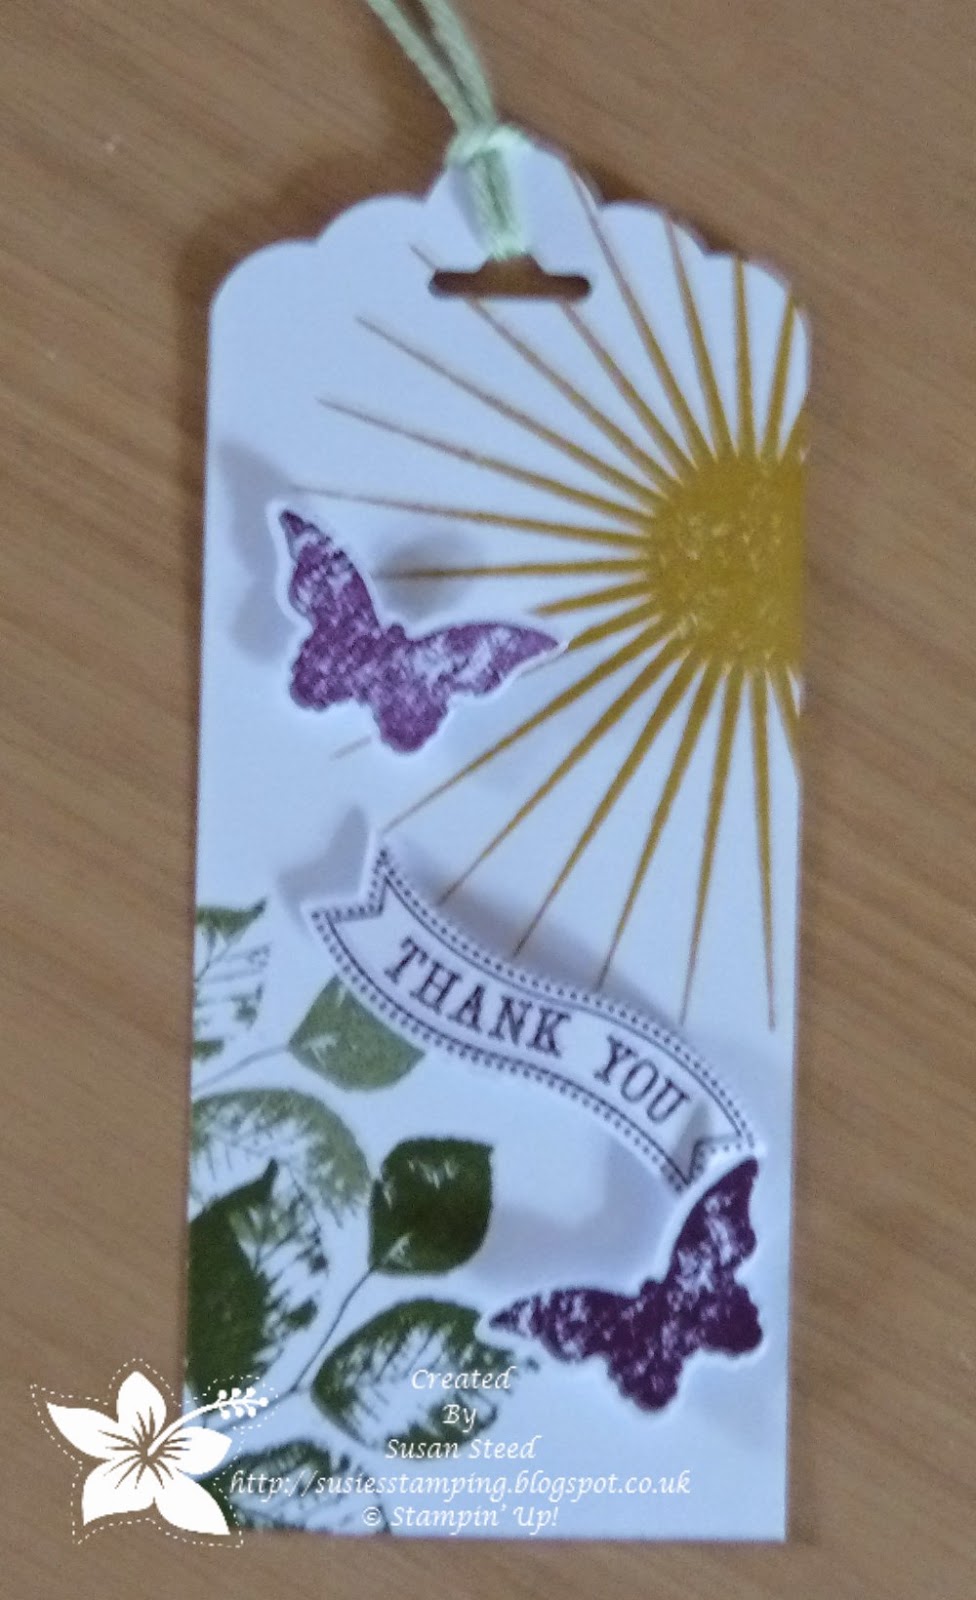 THANK YOU
Created
By
Susan Steed
http://susiesstamping.blogspot.co.uk
© Stampin' Up!